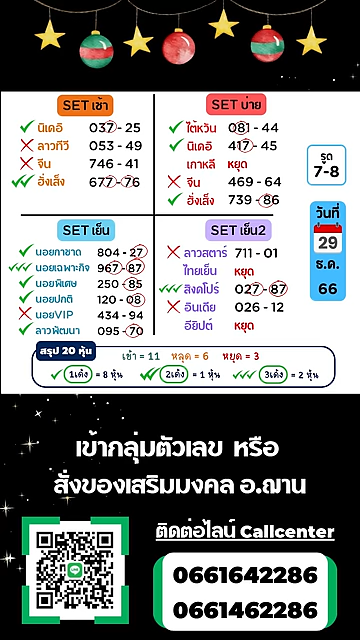 SET เช้า
นิเคอิ 037 - 25
ลาวทีวี 053 - 49
จีน 746 - 41
ฮั่งเส็ง 677 - 76
SET บ่าย
ไต้หวัน 081 - 44
นิเคอิ 417 - 45
เกาหลี หยุด
จีน 469 - 64
ฮั่งเส็ง 739 - 86
รูด
7-8
SET เย็น
นอยกาชาด 804 - 27
นอยเฉพาะกิจ 967 - 87
นอยพิเศษ 250 - 85
นอยปกติ 120 - 08
นอยVIP 434 - 94
ลาวพัฒนา 095 - 70
SET เย็น2
ลาวสตาร์ 711 - 01
ไทยเย็น หยุด
สิงคโปร์ 027 - 87
อินเดีย 026 - 12
อียิปต์ หยุด
วันที่
29
ธ.ค.
66
สรุป 20 หุ้น
เข้า = 11 หลุด = 6 หยุด = 3
1เด้ง = 8 หุ้น 2เด้ง = 1 หุ้น 3เด้ง = 2 หุ้น
เข้ากลุ่มตัวเลข หรือ
สั่งของเสริมมงคล อ.ฌาน
ติดต่อไลน์ Callcenter
0661642286
0661462286